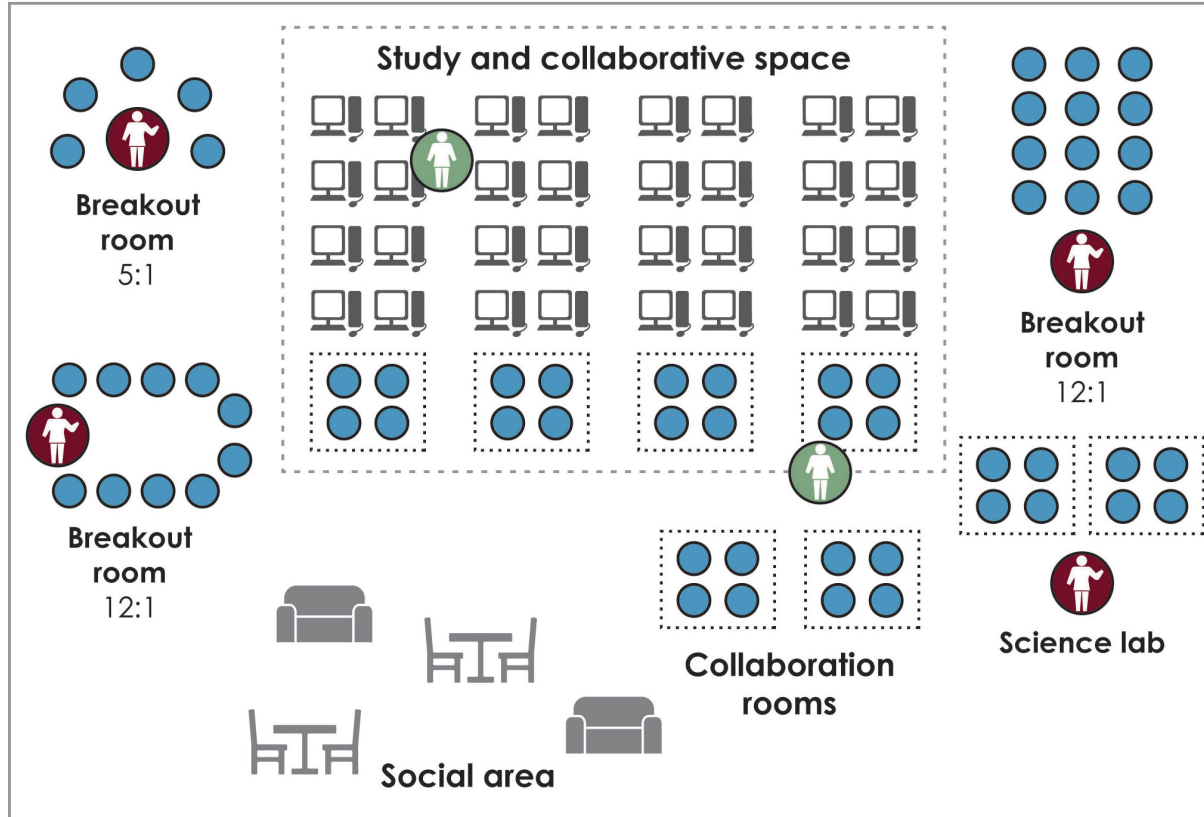 Study and collaborative space
Breakout
room
5:1
Breakout
room
12:1
Breakout
room
12:1
Science lab
Collaboration
rooms
Social area